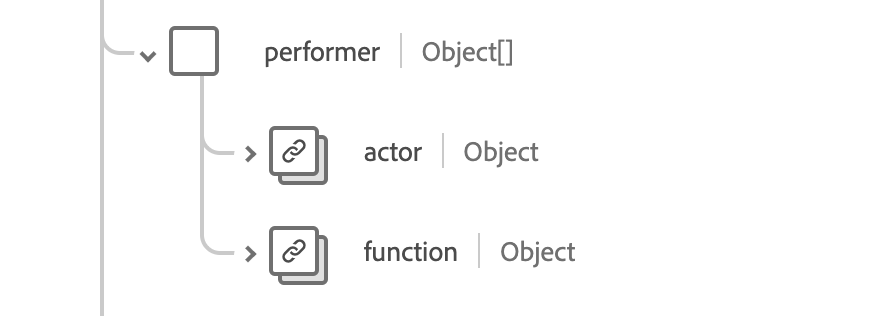 performer | Object[]
actor | Object
function | Object